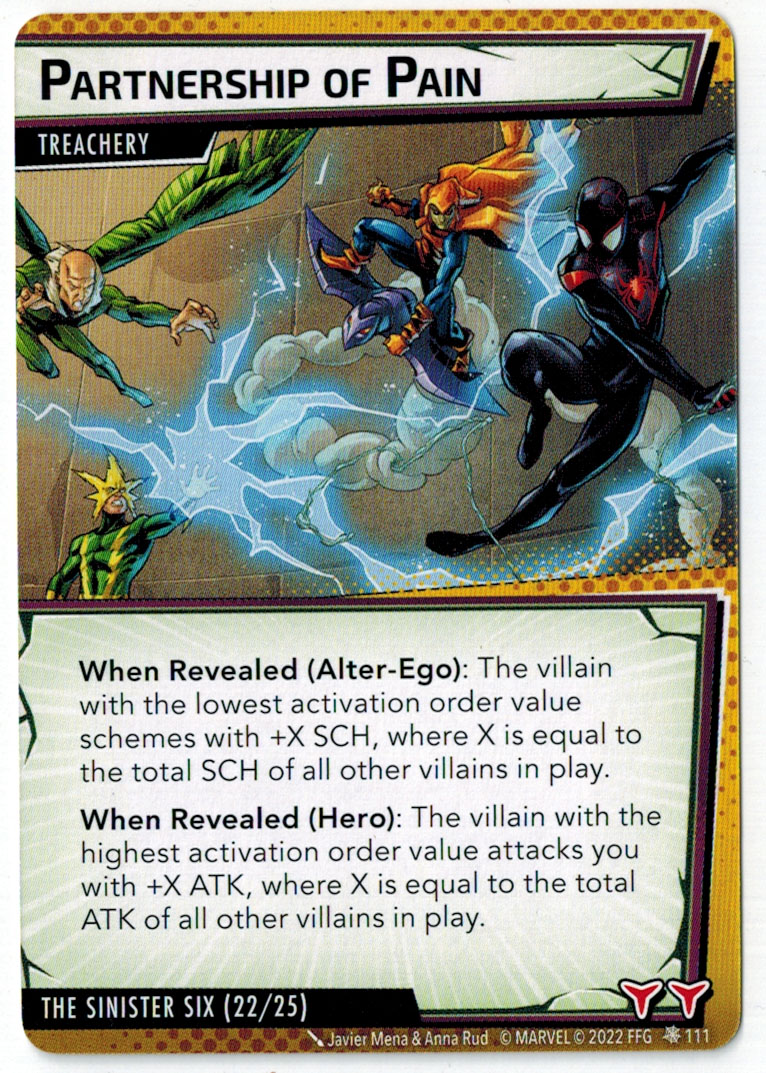 PARTNERSHIP OF PAIN
TREACHERY
When Revealed (Alter-Ego): The villain
with the lowest activation order value
schemes with +X SCH, where X is equal to
the total SCH of all other villains in play.
When Revealed (Hero): The villain with the
highest activation order value attacks you
with +X ATK, where X is equal to the total
ATK of all other villains in play.
THE SINISTER SIX (22/25)
Javier Mena & Anna Rud © MARVEL © 2022 FFG 111